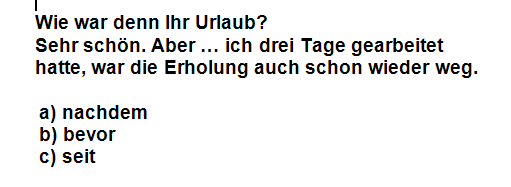 Wie war denn Ihr Urlaub?
Sehr schön. Aber ... ich drei Tage gearbeitet
hatte, war die Erholung auch schon wieder weg.
a) nachdem
b) bevor
c) seit